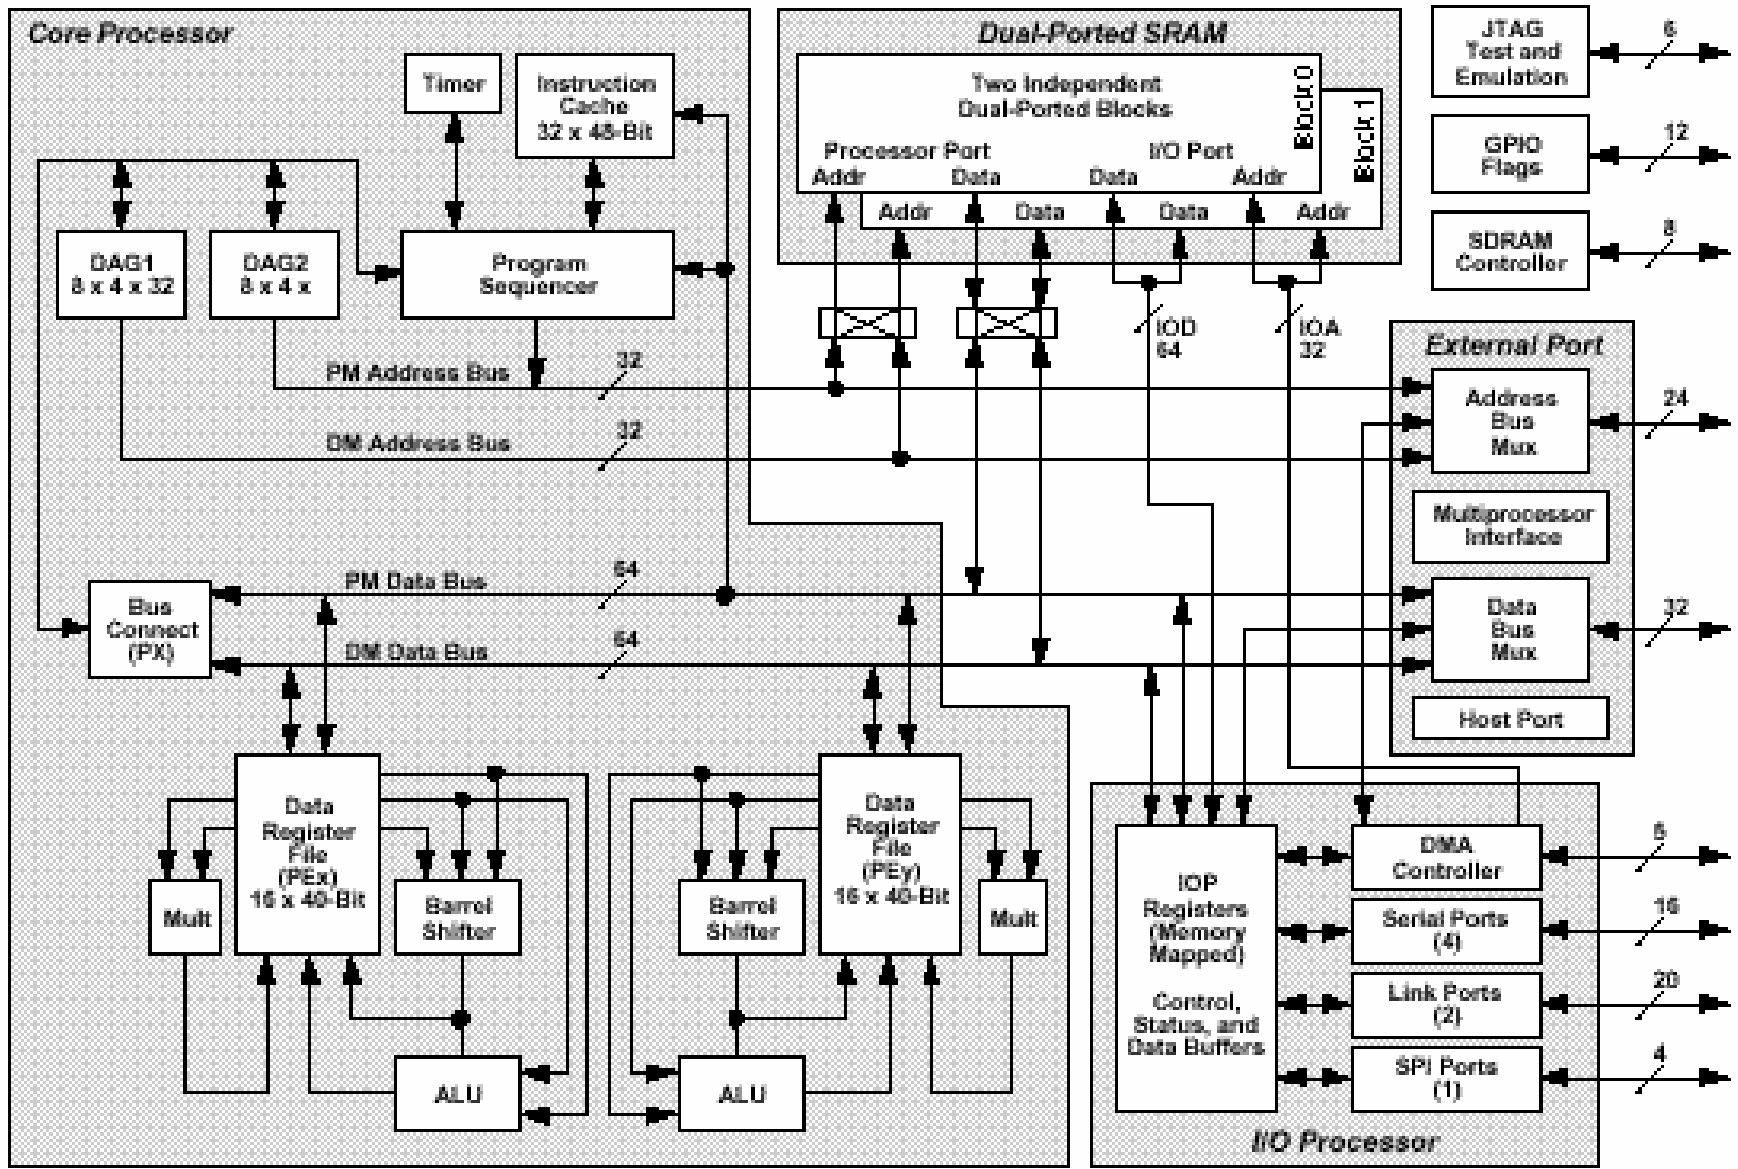 Core Processor
Timer
Instruction
Cache
32 x 48-Bit
DAG1
8 x 4 x 32
DAG2
8 x 4 x
Program
Sequencer
PM Address Bus
32
DM Address Bus
32
Bus
Connect
(PX)
PM Data Bus
64
DM Data Bus
64
Data
Register
File
(PEx)
16 x 40-Bit
Mult
Barrel
Shifter
ALU
Data
Register
File
(PEy)
16 x 40-Bit
Barrel
Shifter
Mult
ALU
Dual-Ported SRAM
Two Independent
Dual-Ported Blocks
Block 0
Block 1
Processor Port
I/O Port
Addr
Data
Data
Addr
Addr
Data
Data
Addr
IOD
64
IOA
32
JTAG
Test and
Emulation
6
GPIO
Flags
12
SDRAM
Controller
8
External Port
Address
Bus
Mux
24
Multiprocessor
Interface
Data
Bus
Mux
32
Host Port
IOP
Registers
(Memory
Mapped)
Control,
Status, and
Data Buffers
DMA
Controller
5
Serial Ports
(4)
16
Link Ports
(2)
20
SPI Ports
(1)
4
I/O Processor